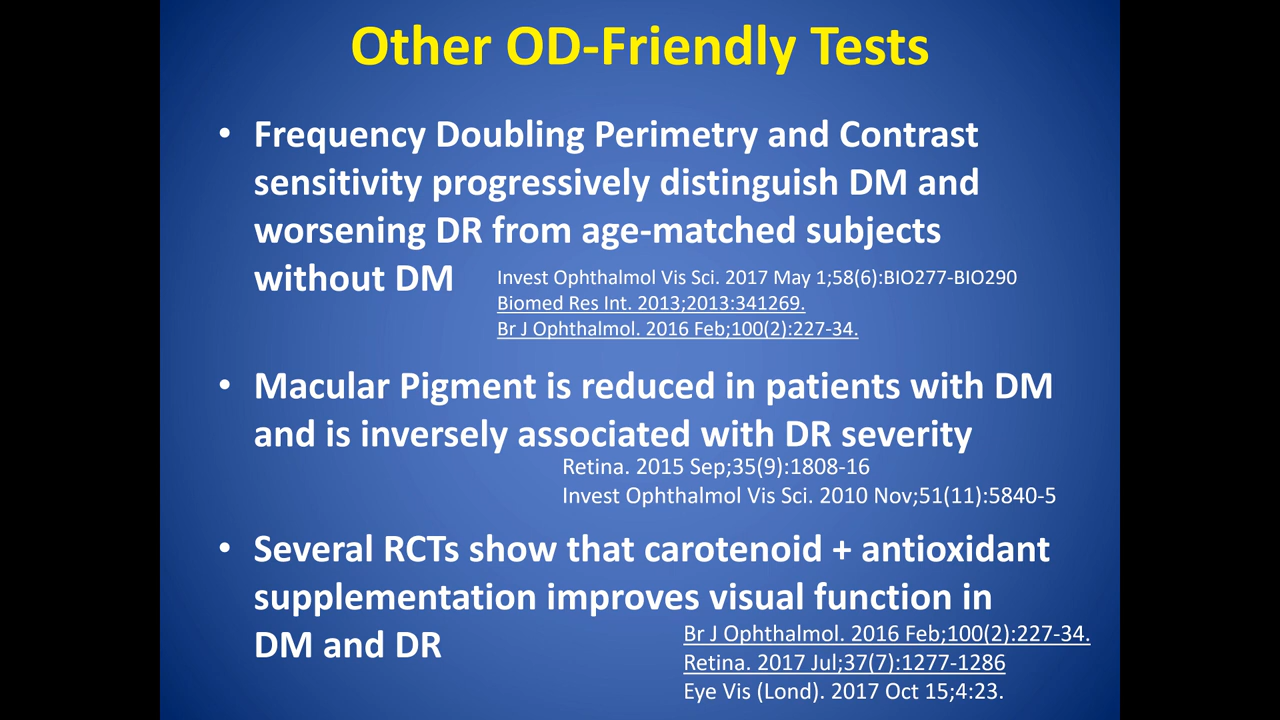 Other OD-Friendly Tests
• Frequency Doubling Perimetry and Contrast
sensitivity progressively distinguish DM and
worsening DR from age-matched subjects
without DM
Invest Ophthalmol Vis Sci. 2017 May 1;58(6):BIO277-BIO290
Biomed Res Int. 2013;2013:341269.
Br J Ophthalmol. 2016 Feb;100(2):227-34.
• Macular Pigment is reduced in patients with DM
and is inversely associated with DR severity
Retina. 2015 Sep;35(9):1808-16
Invest Ophthalmol Vis Sci. 2010 Nov;51(11):5840-5
• Several RCTs show that carotenoid + antioxidant
supplementation improves visual function in
DM and DR
Br J Ophthalmol. 2016 Feb;100(2):227-34.
Retina. 2017 Jul;37(7):1277-1286
Eye Vis (Lond). 2017 Oct 15;4:23.